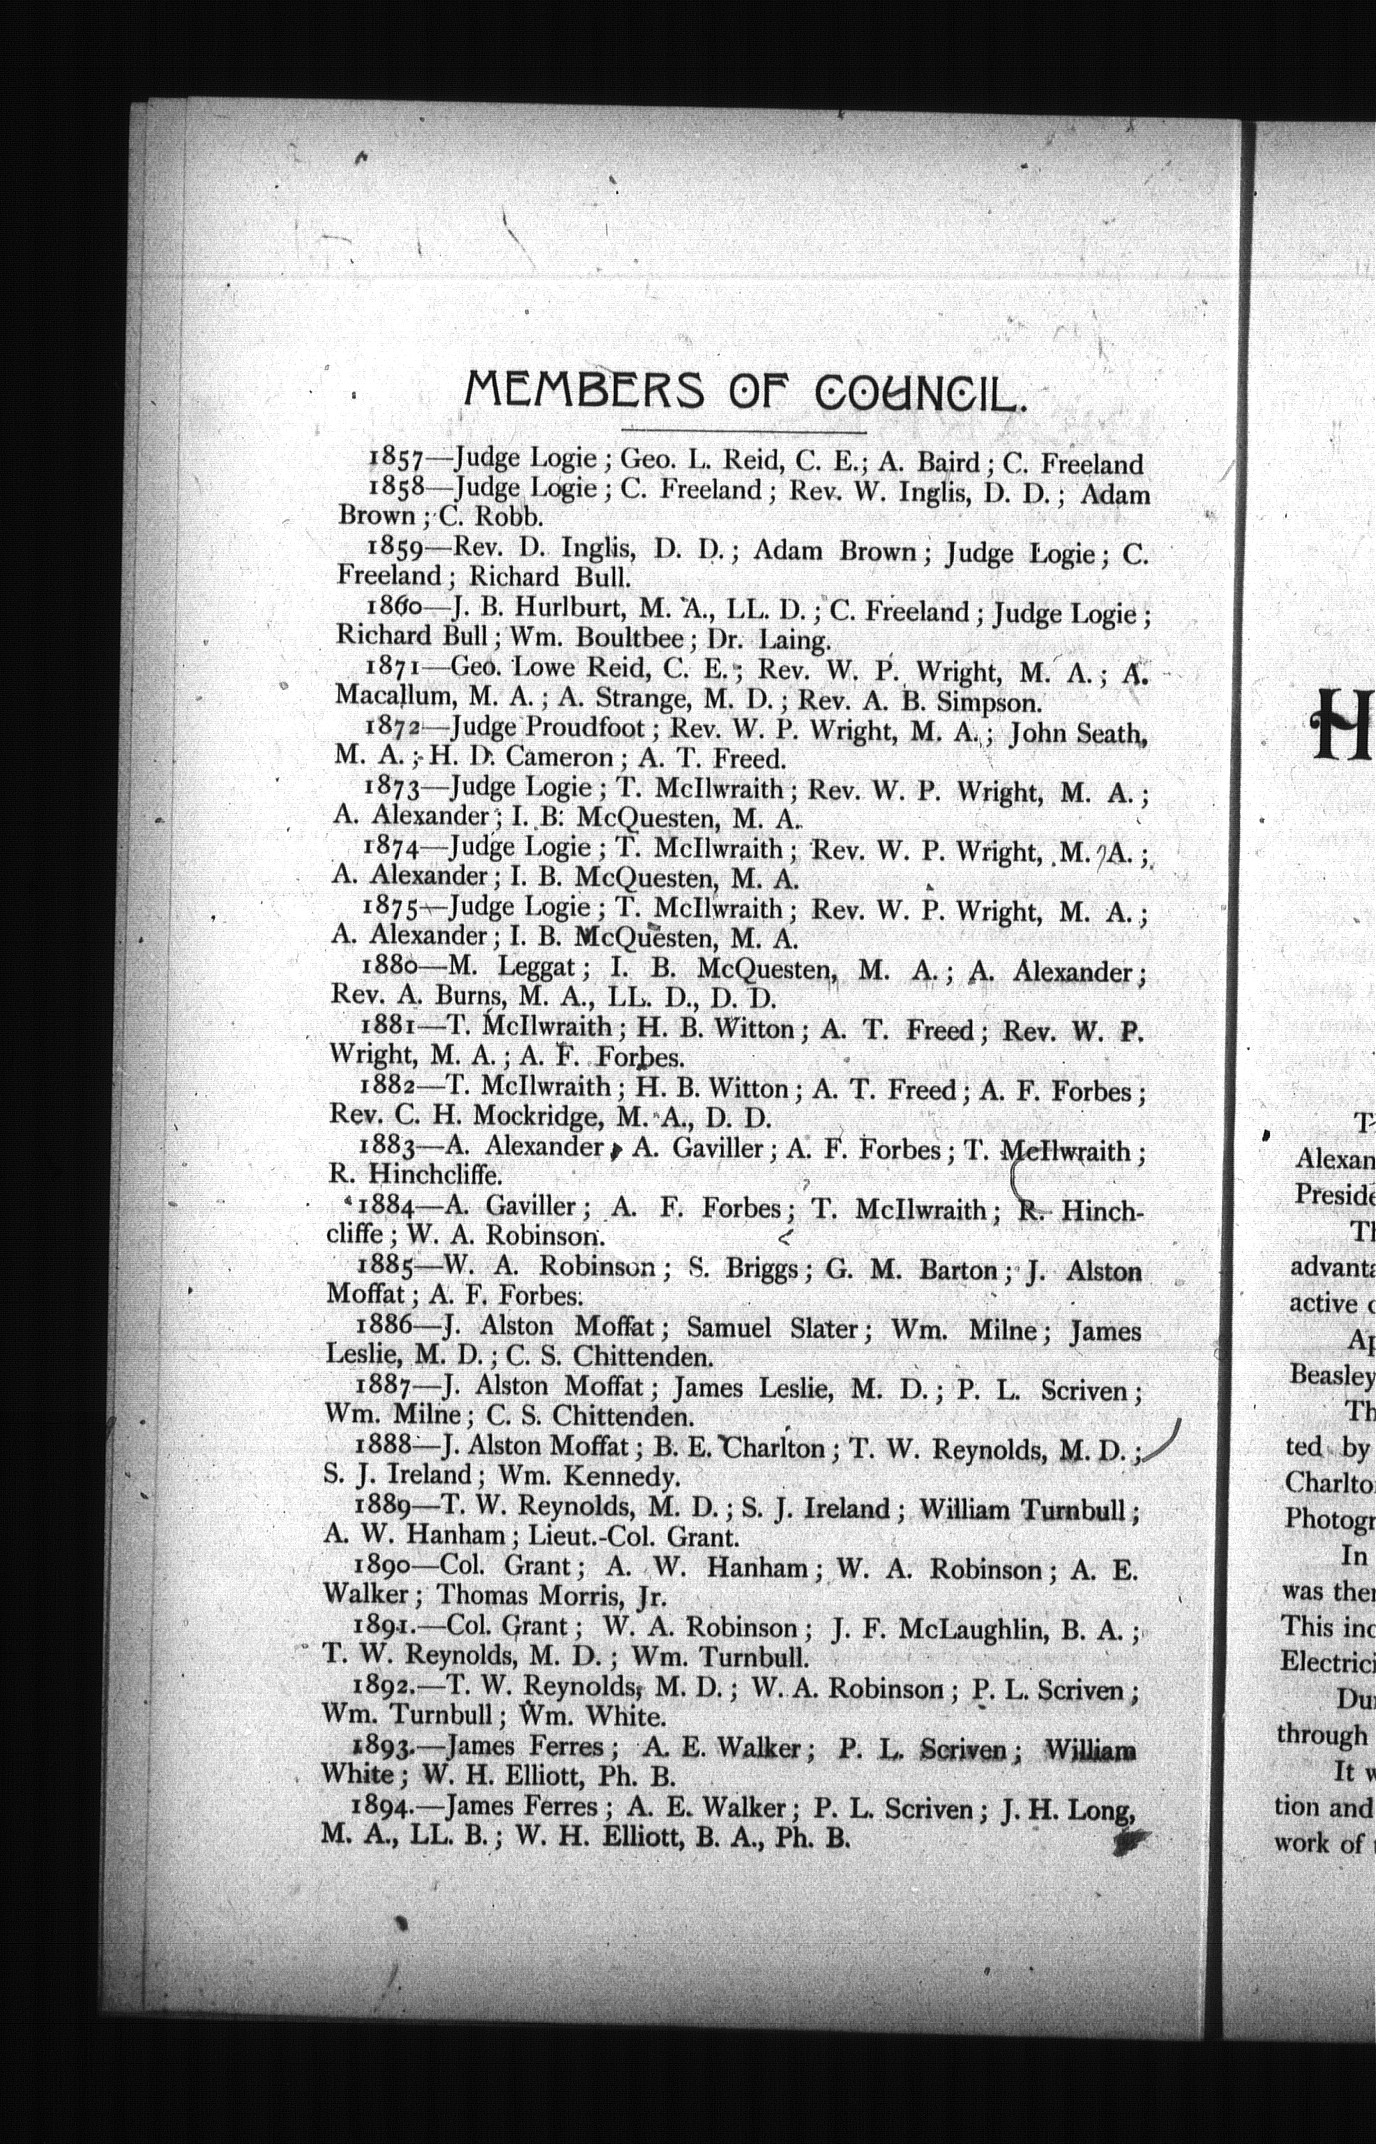 MEMBERS OF COUNCIL.
1857—Judge Logie; Geo. L. Reid, C. E.; A. Baird; C. Freeland
1858—Judge Logie; C. Freeland; Rev. W. Inglis, D. D.; Adam
Brown; C. Robb.
1859—Rev. D. Inglis, D. D.; Adam Brown; Judge Logie; C.
Freeland; Richard Bull.
1860—J. B. Hurlburt, M. A., LL. D.; C. Freeland; Judge Logie;
Richard Bull; Wm. Boultbee; Dr. Laing.
1871—Geo. Lowe Reid, C. E.; Rev. W. P. Wright, M. A.; A.
Macallum, M. A.; A. Strange, M. D.; Rev. A. B. Simpson.
1872—Judge Proudfoot; Rev. W. P. Wright, M. A.; John Seath,
M. A.; H. D. Cameron; A. T. Freed.
1873—Judge Logie; T. McIlwraith; Rev. W. P. Wright, M. A.;
A. Alexander; I. B. McQuesten, M. A.
1874—Judge Logie; T. McIlwraith; Rev. W. P. Wright, M. A.;
A. Alexander; I. B. McQuesten, M. A.
1875—Judge Logie; T. McIlwraith; Rev. W. P. Wright, M. A.;
A. Alexander; I. B. McQuesten, M. A.
1880—M. Leggat; I. B. McQuesten, M. A.; A. Alexander;
Rev. A. Burns, M. A., LL. D., D. D.
1881—T. McIlwraith; H. B. Witton; A. T. Freed; Rev. W. P.
Wright, M. A.; A. F. Forbes.
1882—T. McIlwraith; H. B. Witton; A. T. Freed; A. F. Forbes;
Rev. C. H. Mockridge, M. A., D. D.
1883—A. Alexander; A. Gaviller; A. F. Forbes; T. McIlwraith;
R. Hinchcliffe.
1884—A. Gaviller; A. F. Forbes; T. McIlwraith; R. Hinch-
cliffe; W. A. Robinson.
1885—W. A. Robinson; S. Briggs; G. M. Barton; J. Alston
Moffat; A. F. Forbes.
1886—J. Alston Moffat; Samuel Slater; Wm. Milne; James
Leslie, M. D.; C. S. Chittenden.
1887—J. Alston Moffat; James Leslie, M. D.; P. L. Scriven;
Wm. Milne; C. S. Chittenden.
1888—J. Alston Moffat; B. E. Charlton; T. W. Reynolds, M. D.;
S. J. Ireland; Wm. Kennedy.
1889—T. W. Reynolds, M. D.; S. J. Ireland; William Turnbull;
A. W. Hanham; Lieut.-Col. Grant.
1890—Col. Grant; A. W. Hanham; W. A. Robinson; A. E.
Walker; Thomas Morris, Jr.
1891.—Col. Grant; W. A. Robinson; J. F. McLaughlin, B. A.;
T. W. Reynolds, M. D.; Wm. Turnbull.
1892.—T. W. Reynolds, M. D.; W. A. Robinson; P. L. Scriven;
Wm. Turnbull; Wm. White.
1893.—James Ferres; A. E. Walker; P. L. Scriven; William
White; W. H. Elliott, Ph. B.
1894.—James Ferres; A. E. Walker; P. L. Scriven; J. H. Long,
M. A., LL. B.; W. H. Elliott, B. A., Ph. B.
H
Alexan
Preside
Th
advanta
active
Beasley
Th
ted by
Charlto
Photogr
In
was ther
This inc
Electrici
Du
through
It w
tion and
work of